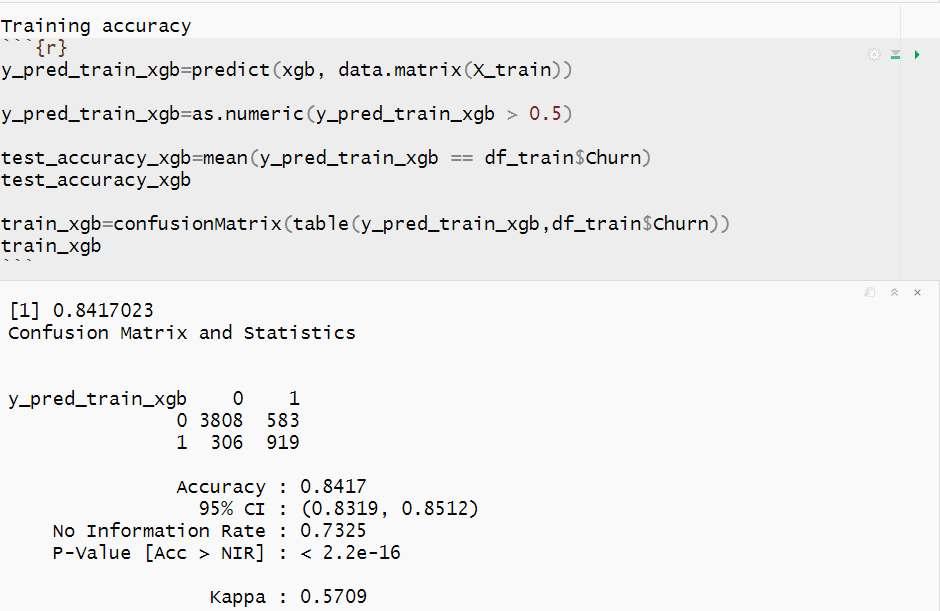 Training accuracy
```{r}
y_pred_train_xgb=predict(xgb, data.matrix(X_train))
y_pred_train_xgb=as.numeric(y_pred_train_xgb > 0.5)
test_accuracy_xgb=mean(y_pred_train_xgb == df_train$Churn)
test_accuracy_xgb
train_xgb=confusionMatrix(table(y_pred_train_xgb,df_train$Churn))
train_xgb
```
[1] 0.8417023
Confusion Matrix and Statistics
y_pred_train_xgb    0    1
               0 3808  583
               1  306  919
Accuracy : 0.8417
95% CI : (0.8319, 0.8512)
No Information Rate : 0.7325
P-Value [Acc > NIR] : < 2.2e-16
Kappa : 0.5709